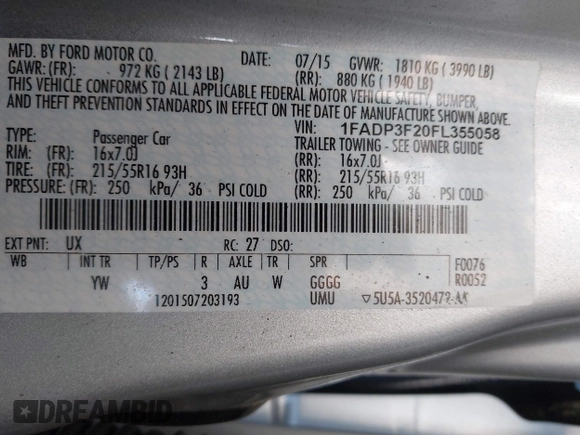 MFD. BY FORD MOTOR CO. DATE: 07/15 GVWR: 1810 KG ( 3990 LB)
GAWR: (FR): 972 KG ( 2143 LB) (RR): 880 KG ( 1940 LB)
THIS VEHICLE CONFORMS TO ALL APPLICABLE FEDERAL MOTOR VEHICLE SAFETY, BUMPER,
AND THEFT PREVENTION STANDARDS IN EFFECT ON THE DATE OF MANUFACTURE SHOWN ABOVE.
VIN: 1FADP3F20FL355058
TYPE: Passenger Car TRAILER TOWING - SEE OWNER GUIDE
RIM: (FR): 16x7.0J (RR): 16x7.0J
TIRE: (FR): 215/55R16 93H (RR): 215/55R16 93H
PRESSURE: (FR): 250 kPa/ 36 PSI COLD (RR): 250 kPa/ 36 PSI COLD
EXT PNT: UX RC: 27 DSO:
WB INT TR TP/PS R AXLE TR SPR F0076
YW 3 AU W GGGG R0052
1201507203193 UMU ▽5U5A-3520472-AA
DREAMBID